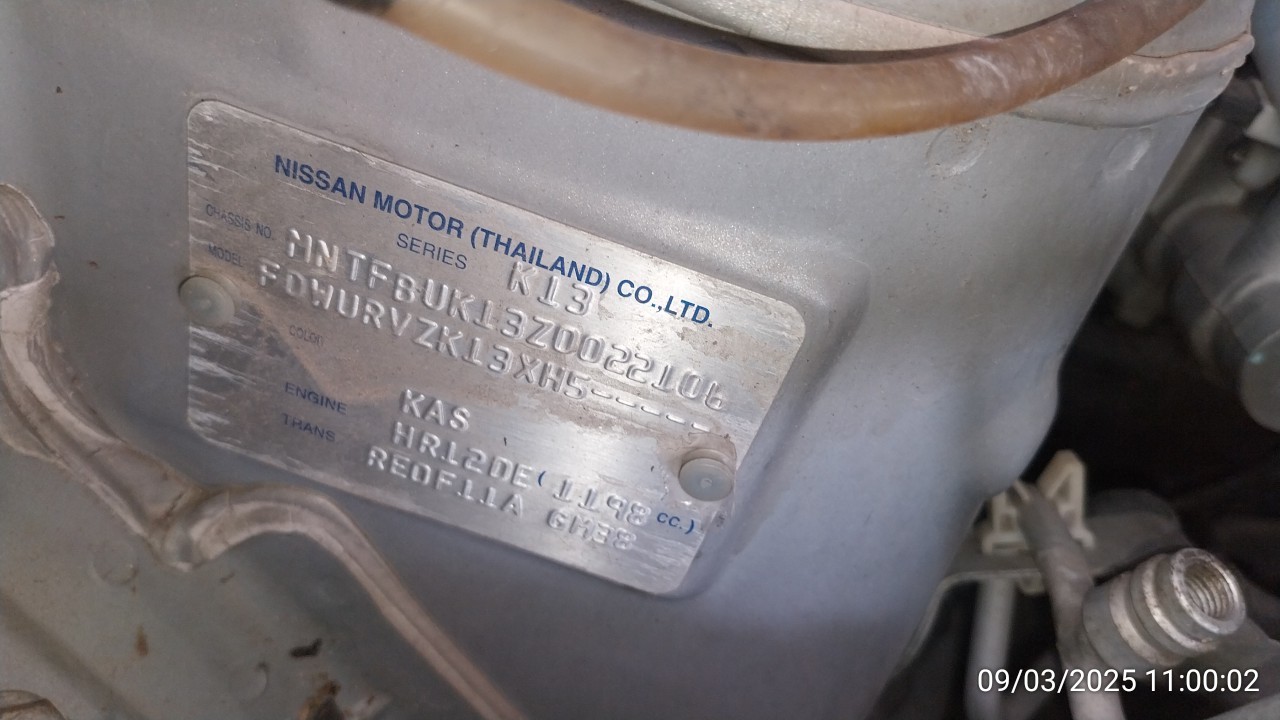 NISSAN MOTOR (THAILAND) CO.,LTD.
SERIES K13
CHASSIS NO. MNTFBUK13Z0022106
MODEL FDWURVZK13XH5-----
COLOR KAS
ENGINE HR12DE (1198 cc.)
TRANS RE0F11A GH38
09/03/2025 11:00:02